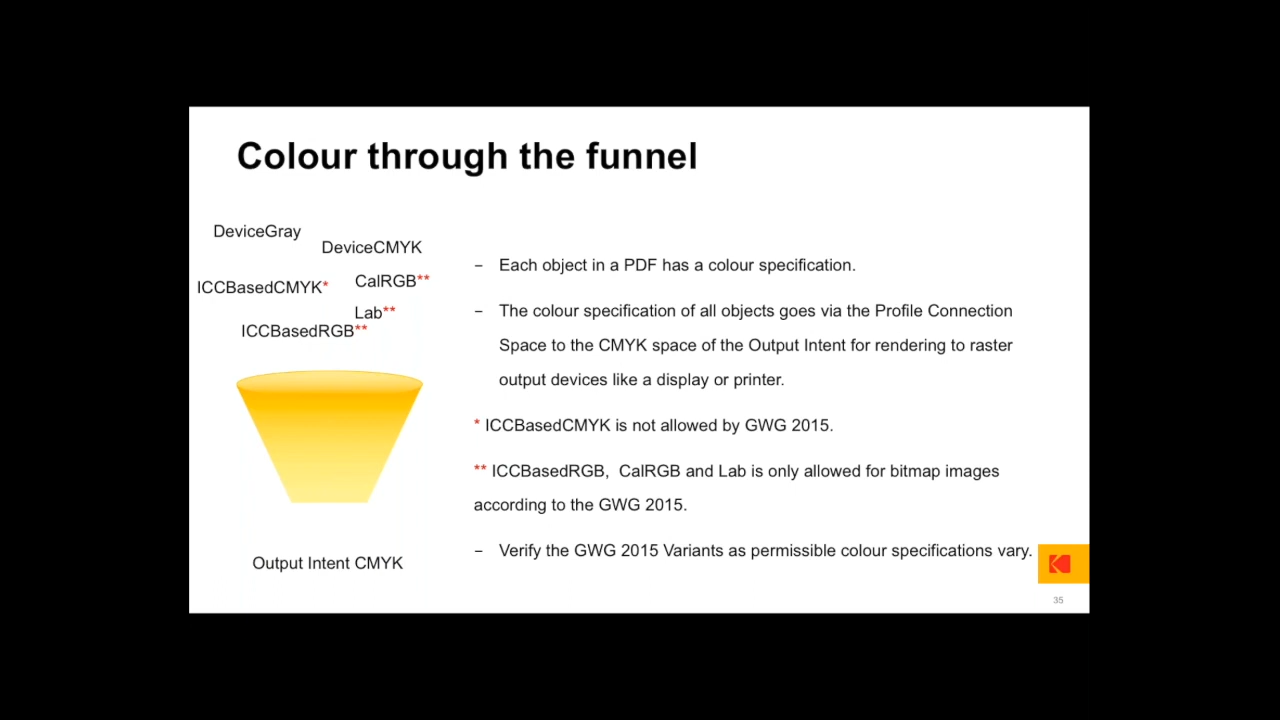 Colour through the funnel
DeviceGray
DeviceCMYK
ICCBasedCMYK*
CalRGB**
Lab**
ICCBasedRGB**
Output Intent CMYK
– Each object in a PDF has a colour specification.
– The colour specification of all objects goes via the Profile Connection
Space to the CMYK space of the Output Intent for rendering to raster
output devices like a display or printer.
* ICCBasedCMYK is not allowed by GWG 2015.
** ICCBasedRGB,  CalRGB and Lab is only allowed for bitmap images
according to the GWG 2015.
– Verify the GWG 2015 Variants as permissible colour specifications vary.
35